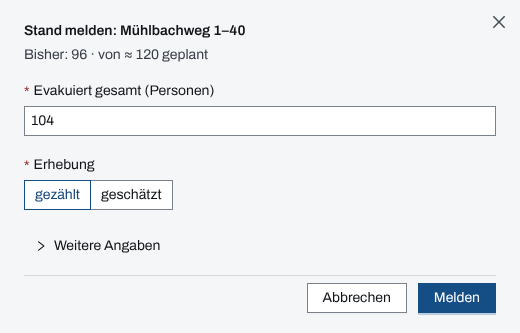 Stand melden: Mühlbachweg 1–40
Bisher: 96 · von ≈ 120 geplant
* Evakuiert gesamt (Personen)
104
* Erhebung
gezählt geschätzt
Weitere Angaben
Abbrechen Melden